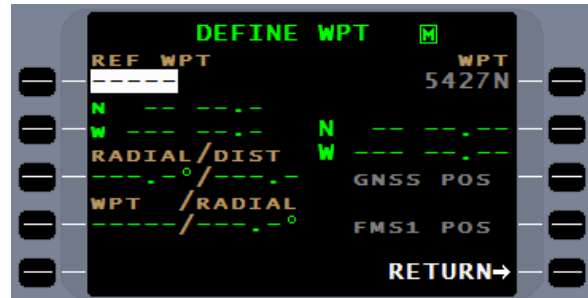 DEFINE WPT M
REF WPT WPT
----- 5427N
N -- --.-
W --- --.- N -- --.-
RADIAL/DIST W --- --.-
---.-°/---.- GNSS POS
WPT /RADIAL
-----/---.-° FMS1 POS
RETURN→